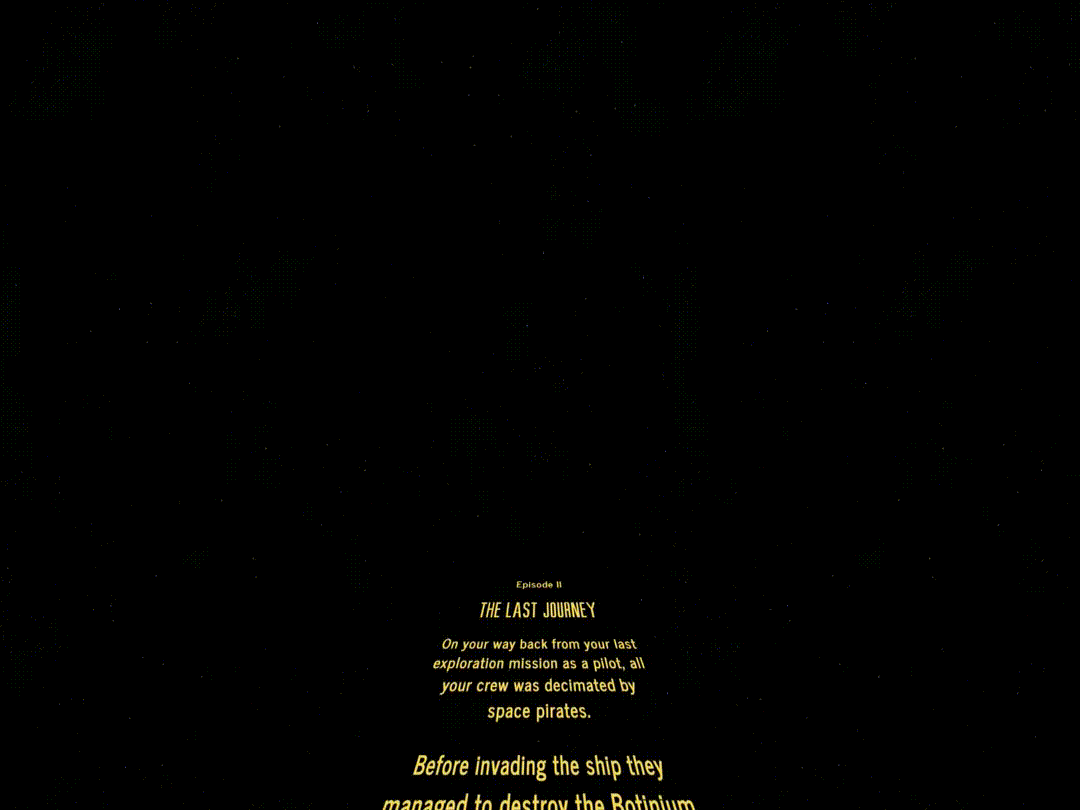 Episode II
THE LAST JOURNEY
On your way back from your last
exploration mission as a pilot, all
your crew was decimated by
space pirates.
Before invading the ship they
managed to destroy the Botinium